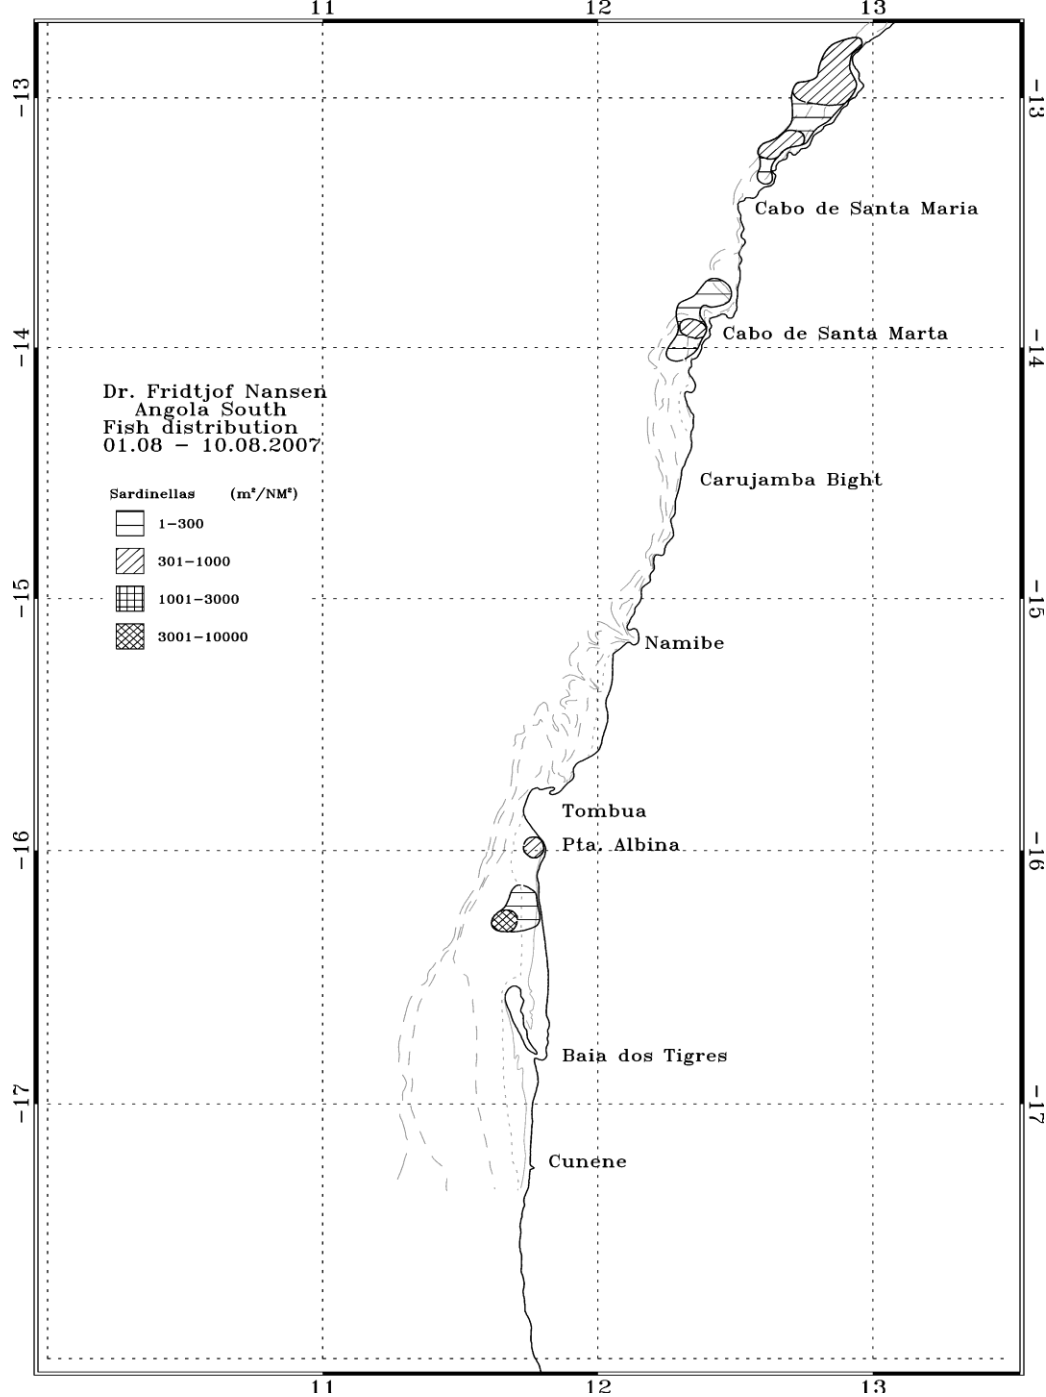 11 12 13
-13 -13
Cabo de Santa Maria
-14 Cabo de Santa Marta -14
Dr. Fridtjof Nansen
Angola South
Fish distribution
01.08 - 10.08.2007
Carujamba Bight
Sardinellas (m²/NM²)
1-300
301-1000
-15 1001-3000 -15
3001-10000
Namibe
Tombua
-16 Pta. Albina -16
Baia dos Tigres
-17 -17
Cunene
11 12 13